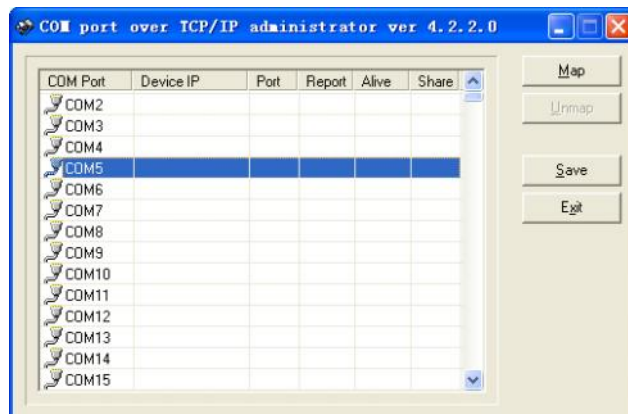 COM port over TCP/IP administrator ver 4.2.2.0
COM Port Device IP Port Report Alive Share
COM2
COM3
COM4
COM5
COM6
COM7
COM8
COM9
COM10
COM11
COM12
COM13
COM14
COM15
Map
Unmap
Save
Exit